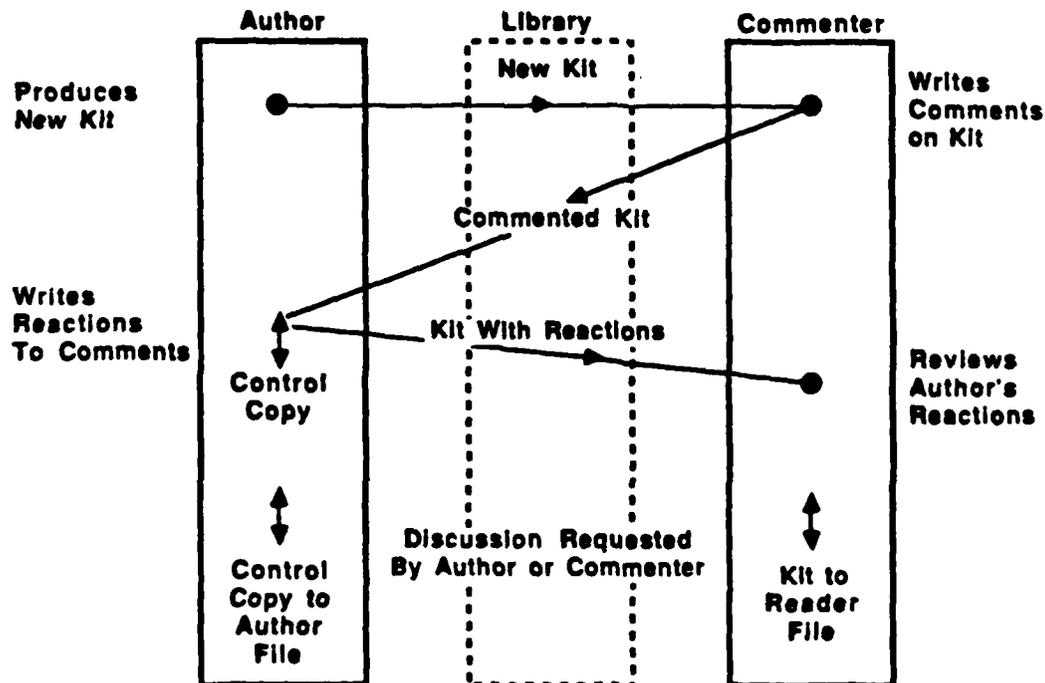 Author
Library
Commenter
New Kit
Produces
New Kit
Writes
Comments
on Kit
Commented Kit
Writes
Reactions
To Comments
Kit With Reactions
Control
Copy
Reviews
Author's
Reactions
Discussion Requested
By Author or Commenter
Control
Copy to
Author
File
Kit to
Reader
File